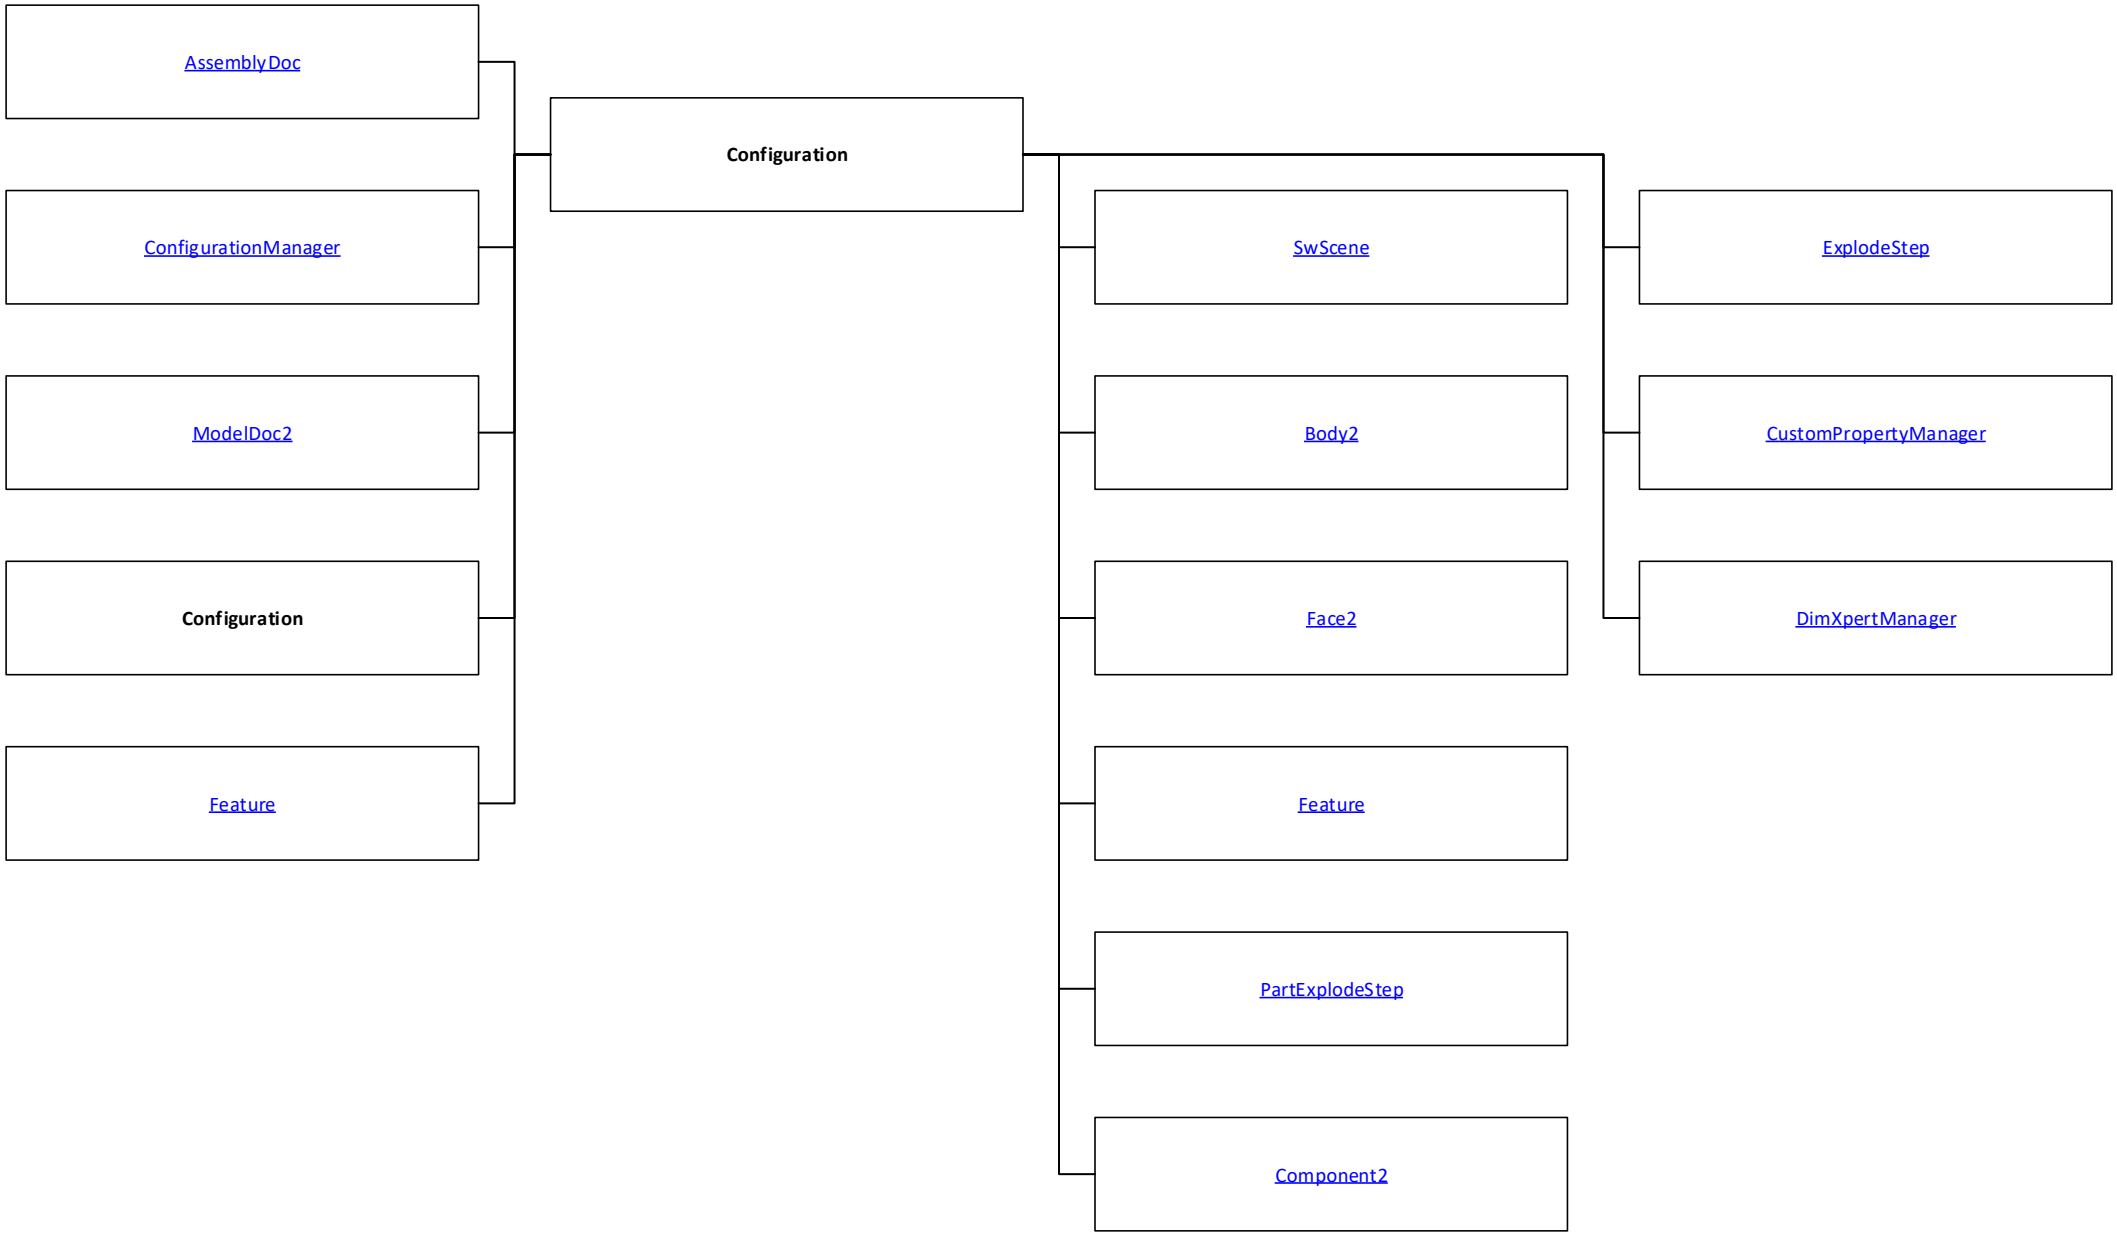 AssemblyDoc
Configuration
ConfigurationManager
SwScene
ExplodeStep
ModelDoc2
Body2
CustomPropertyManager
Configuration
Face2
DimXpertManager
Feature
Feature
PartExplodeStep
Component2